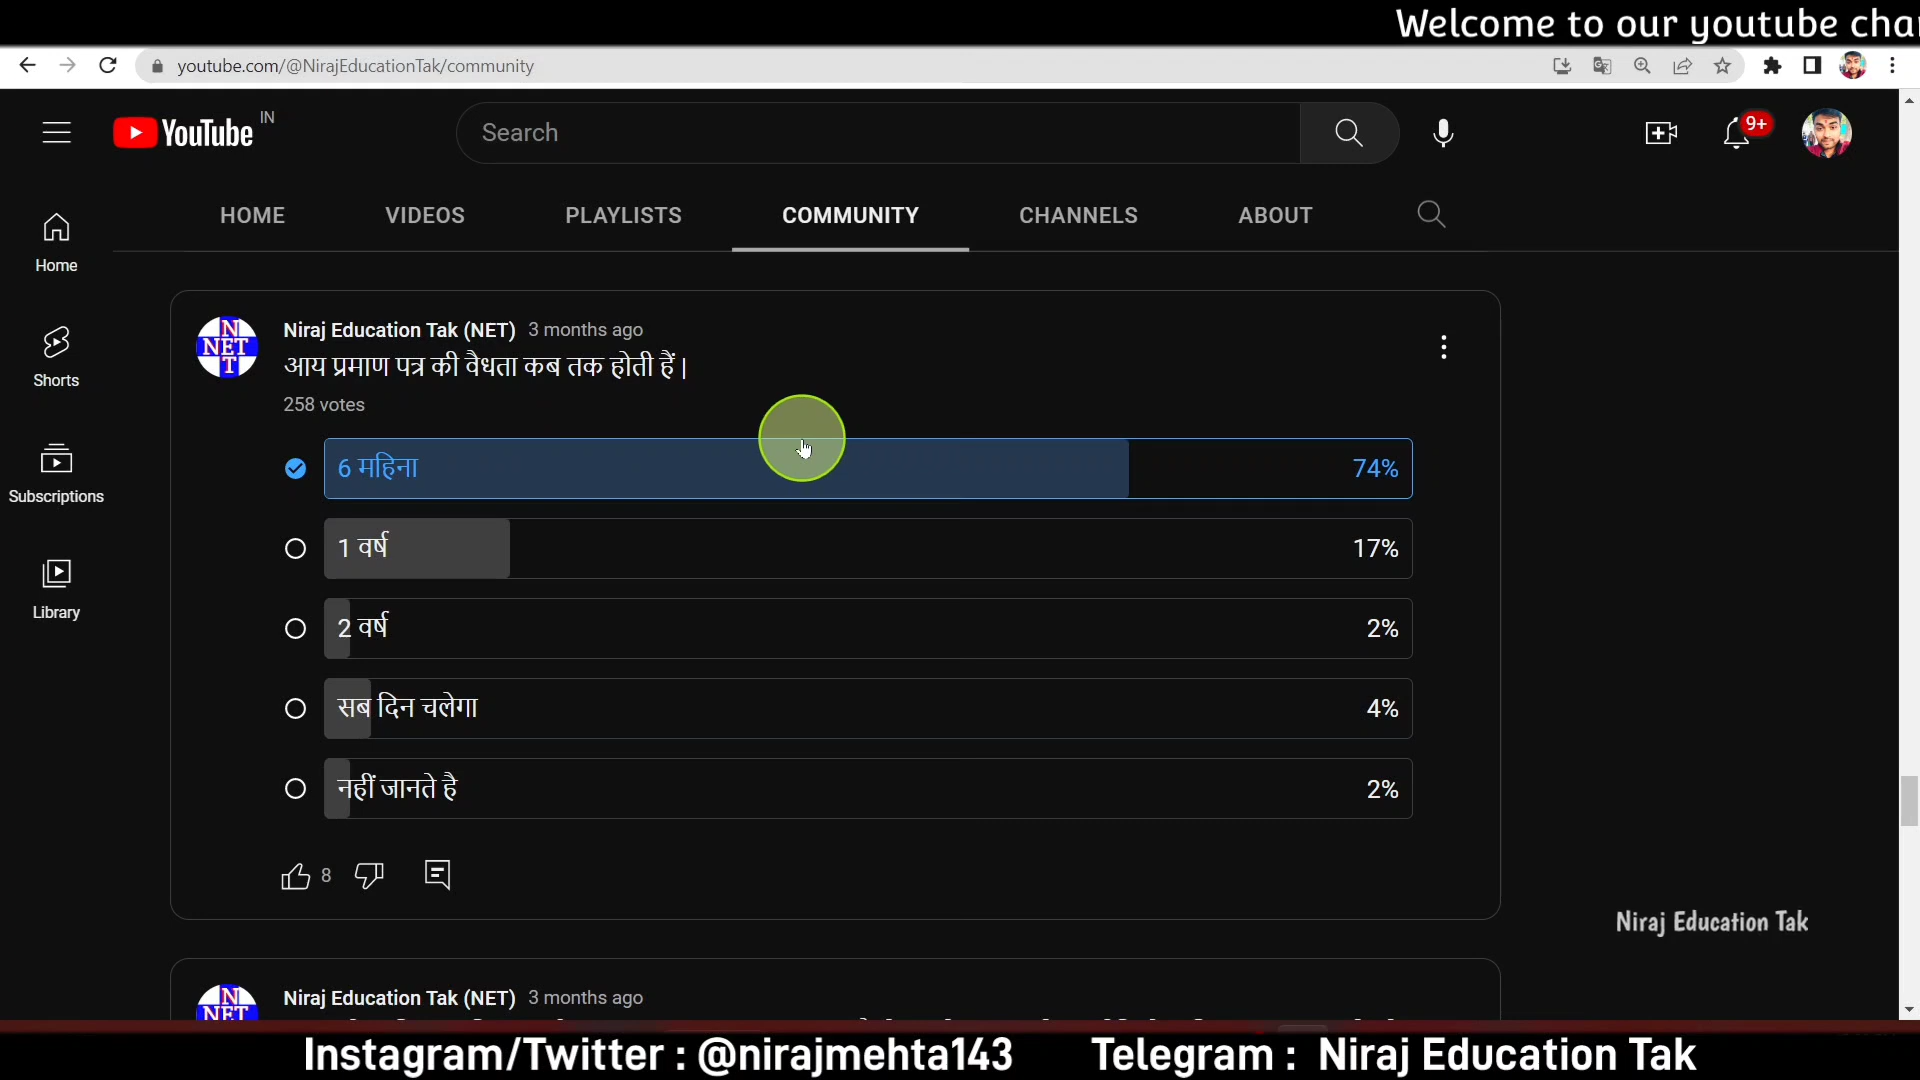 Welcome to our youtube
youtube.com/@NirajEducationTak/community
YouTube IN
Search
9+
HOME VIDEOS PLAYLISTS COMMUNITY CHANNELS ABOUT
Home
Shorts
Subscriptions
Library
NET
Niraj Education Tak (NET) 3 months ago
आय प्रमाण पत्र की वैधता कब तक होती हैं |
258 votes
6 महिना 74%
1 वर्ष 17%
2 वर्ष 2%
सब दिन चलेगा 4%
नहीं जानते है 2%
8
Niraj Education Tak
Niraj Education Tak (NET) 3 months ago
Instagram/Twitter : @nirajmehta143 Telegram : Niraj Education Tak